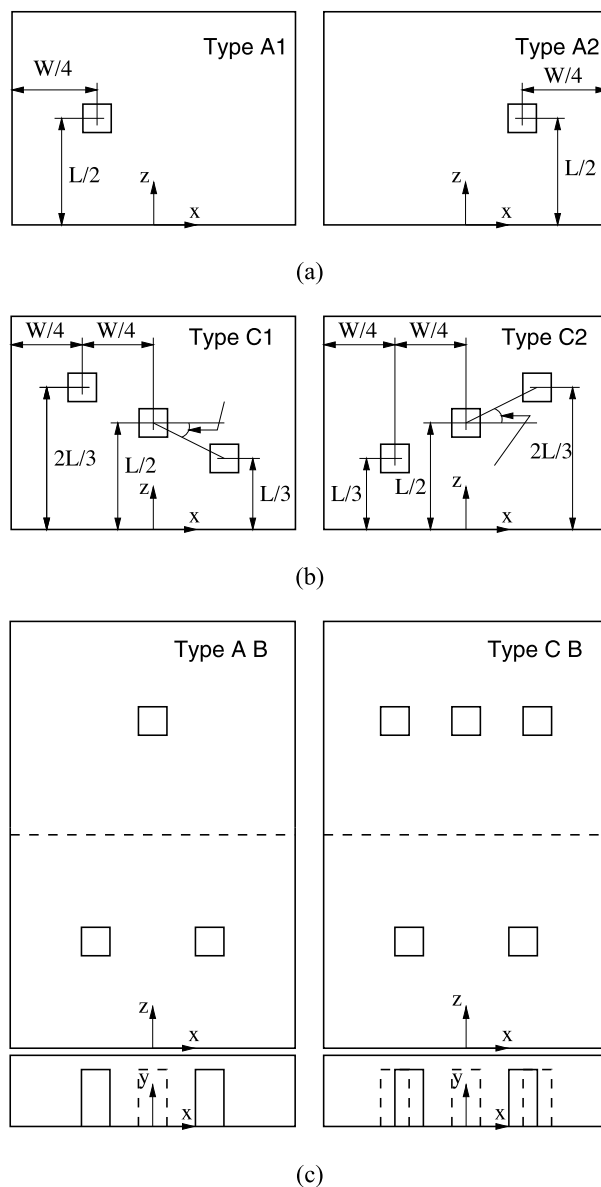 Type A1
W/4
L/2
z
x
Type A2
W/4
L/2
z
x
(a)
W/4 W/4
Type C1
2L/3
L/2
L/3
z
x
W/4 W/4
Type C2
L/3
L/2
2L/3
z
x
(b)
Type A B
z
x
y
x
Type C B
z
x
y
x
(c)